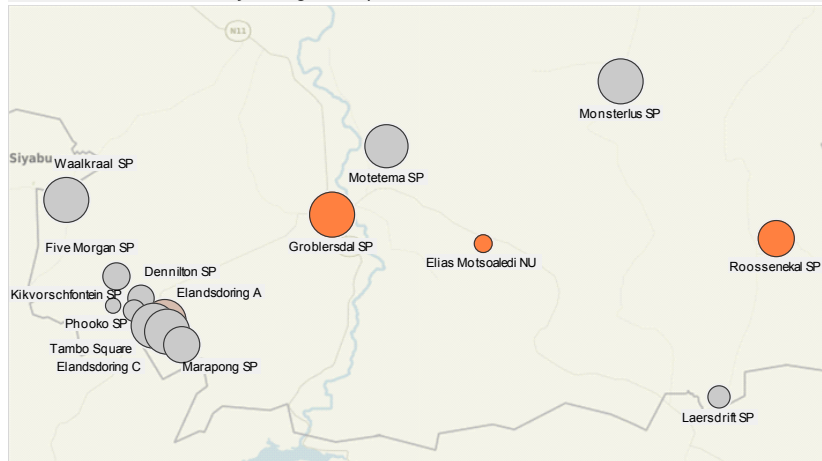 N11
Monsterlus SP
Siyabu
Waalkraal SP
Motetema SP
Five Morgan SP
Groblersdal SP
Elias Motsoaledi NU
Roossenekal SP
Dennilton SP
Kikvorschfontein SP
Elandsdoring A
Phooko SP
Tambo Square
Elandsdoring C
Marapong SP
Laersdrift SP